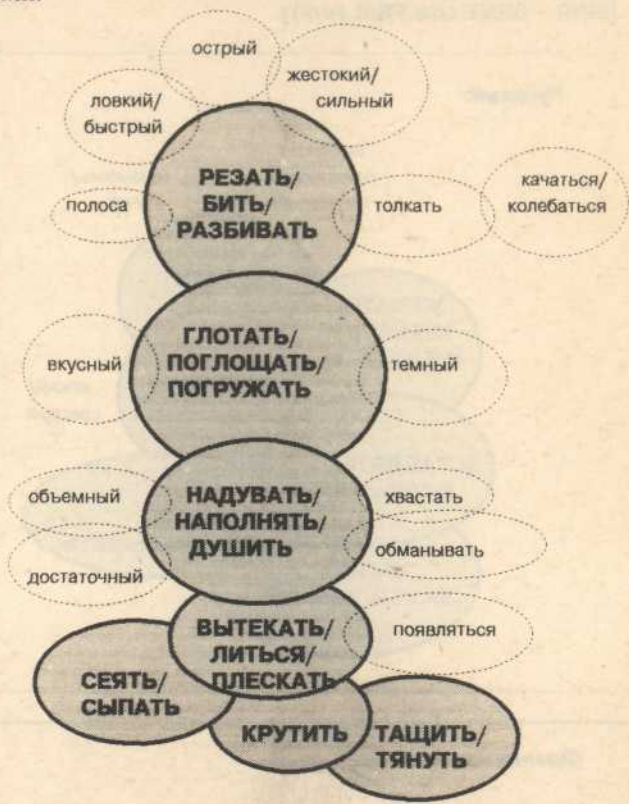 острый
жестокий/
сильный
ловкий/
быстрый
РЕЗАТЬ/
БИТЬ/
РАЗБИВАТЬ
полоса
толкать
качаться/
колебаться
ГЛОТАТЬ/
ПОГЛОЩАТЬ/
ПОГРУЖАТЬ
вкусный
темный
НАДУВАТЬ/
НАПОЛНЯТЬ/
ДУШИТЬ
объемный
хвастать
обманывать
достаточный
ВЫТЕКАТЬ/
ЛИТЬСЯ/
ПЛЕСКАТЬ
появляться
СЕЯТЬ/
СЫПАТЬ
КРУТИТЬ
ТАЩИТЬ/
ТЯНУТЬ